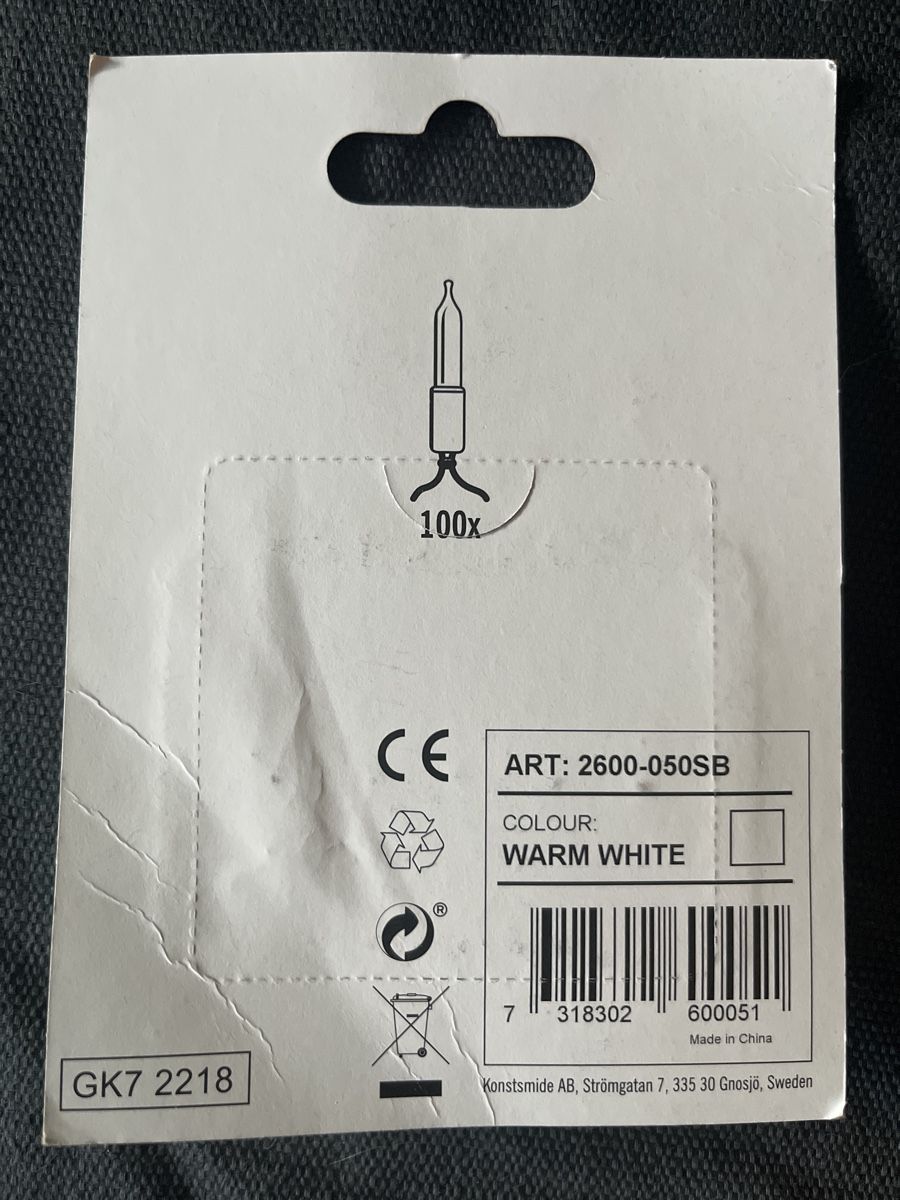 100x
CE
ART: 2600-050SB
COLOUR:
WARM WHITE
®
7 318302 600051
Made in China
GK7 2218
Konstsmide AB, Strömgatan 7, 335 30 Gnosjö, Sweden